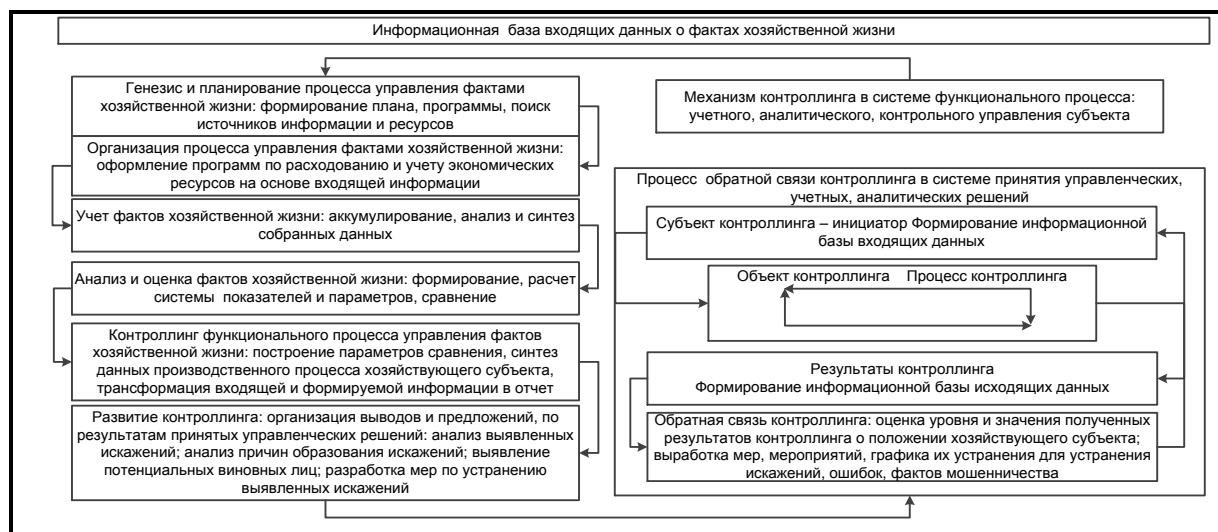 Информационная база входящих данных о фактах хозяйственной жизни
Генезис и планирование процесса управления фактами
хозяйственной жизни: формирование плана, программы, поиск
источников информации и ресурсов
Организация процесса управления фактами хозяйственной жизни:
оформление программ по расходованию и учету экономических
ресурсов на основе входящей информации
Учет фактов хозяйственной жизни: аккумулирование, анализ и синтез
собранных данных
Анализ и оценка фактов хозяйственной жизни: формирование, расчет
системы показателей и параметров, сравнение
Контроллинг функционального процесса управления фактов
хозяйственной жизни: построение параметров сравнения, синтез
данных производственного процесса хозяйствующего субъекта,
трансформация входящей и формируемой информации в отчет
Развитие контроллинга: организация выводов и предложений, по
результатам принятых управленческих решений: анализ выявленных
искажений; анализ причин образования искажений; выявление
потенциальных виновных лиц; разработка мер по устранению
выявленных искажений
Механизм контроллинга в системе функционального процесса:
учетного, аналитического, контрольного управления субъекта
Процесс обратной связи контроллинга в системе принятия управленческих,
учетных, аналитических решений
Субъект контроллинга – инициатор Формирование информационной
базы входящих данных
Объект контроллинга Процесс контроллинга
Результаты контроллинга
Формирование информационной базы исходящих данных
Обратная связь контроллинга: оценка уровня и значения полученных
результатов контроллинга о положении хозяйствующего субъекта;
выработка мер, мероприятий, графика их устранения для устранения
искажений, ошибок, фактов мошенничества